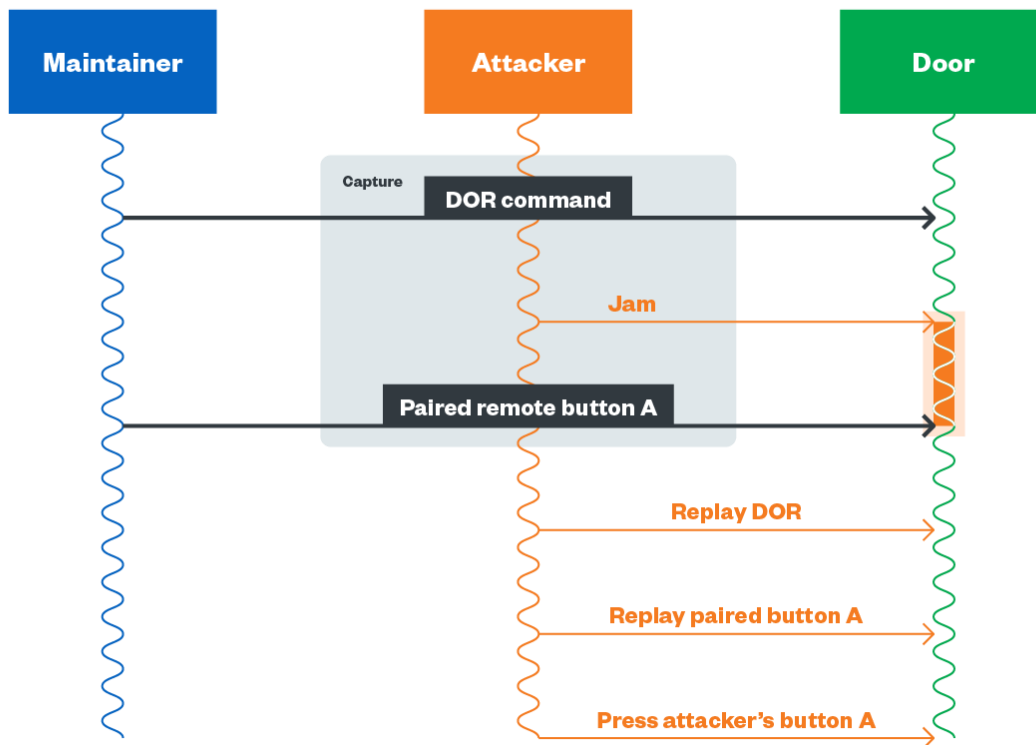 Maintainer
Attacker
Door
Capture
DOR command
Jam
Paired remote button A
Replay DOR
Replay paired button A
Press attacker’s button A